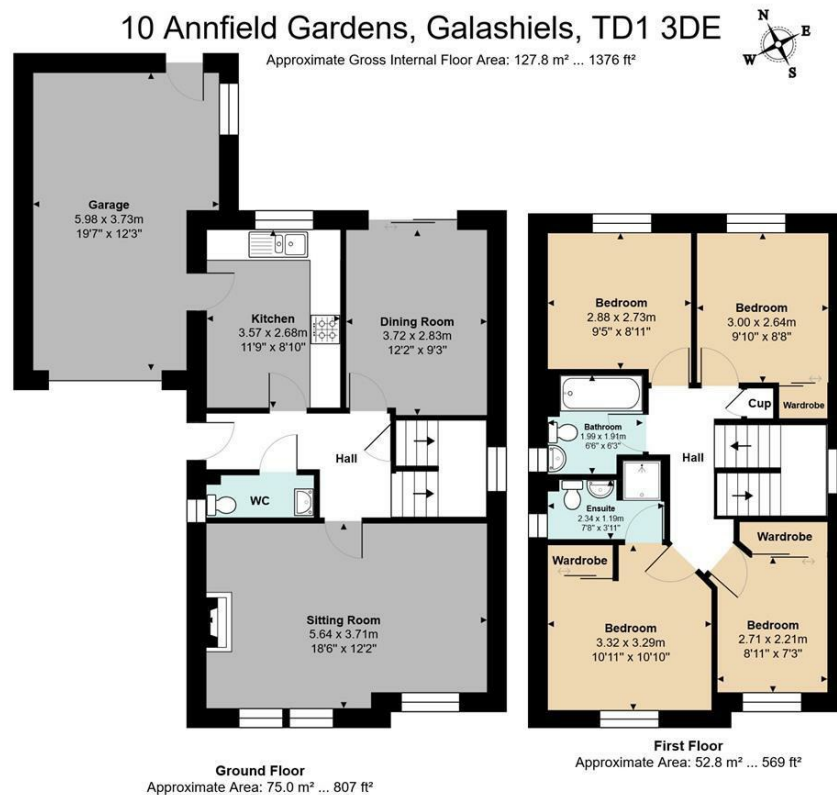 10 Annfield Gardens, Galashiels, TD1 3DE
Approximate Gross Internal Floor Area: 127.8 m² ... 1376 ft²
N
E
W
S
Garage
5.98 x 3.73m
19'7" x 12'3"
Kitchen
3.57 x 2.68m
11'9" x 8'10"
Dining Room
3.72 x 2.83m
12'2" x 9'3"
Hall
WC
Sitting Room
5.64 x 3.71m
18'6" x 12'2"
Ground Floor
Approximate Area: 75.0 m² ... 807 ft²
Bedroom
2.88 x 2.73m
9'5" x 8'11"
Bedroom
3.00 x 2.64m
9'10" x 8'8"
Wardrobe
Cup
Bathroom
1.99 x 1.91m
6'6" x 6'3"
Hall
Ensuite
2.34 x 1.19m
7'8" x 3'11"
Wardrobe
Wardrobe
Bedroom
3.32 x 3.29m
10'11" x 10'10"
Bedroom
2.71 x 2.21m
8'11" x 7'3"
First Floor
Approximate Area: 52.8 m² ... 569 ft²